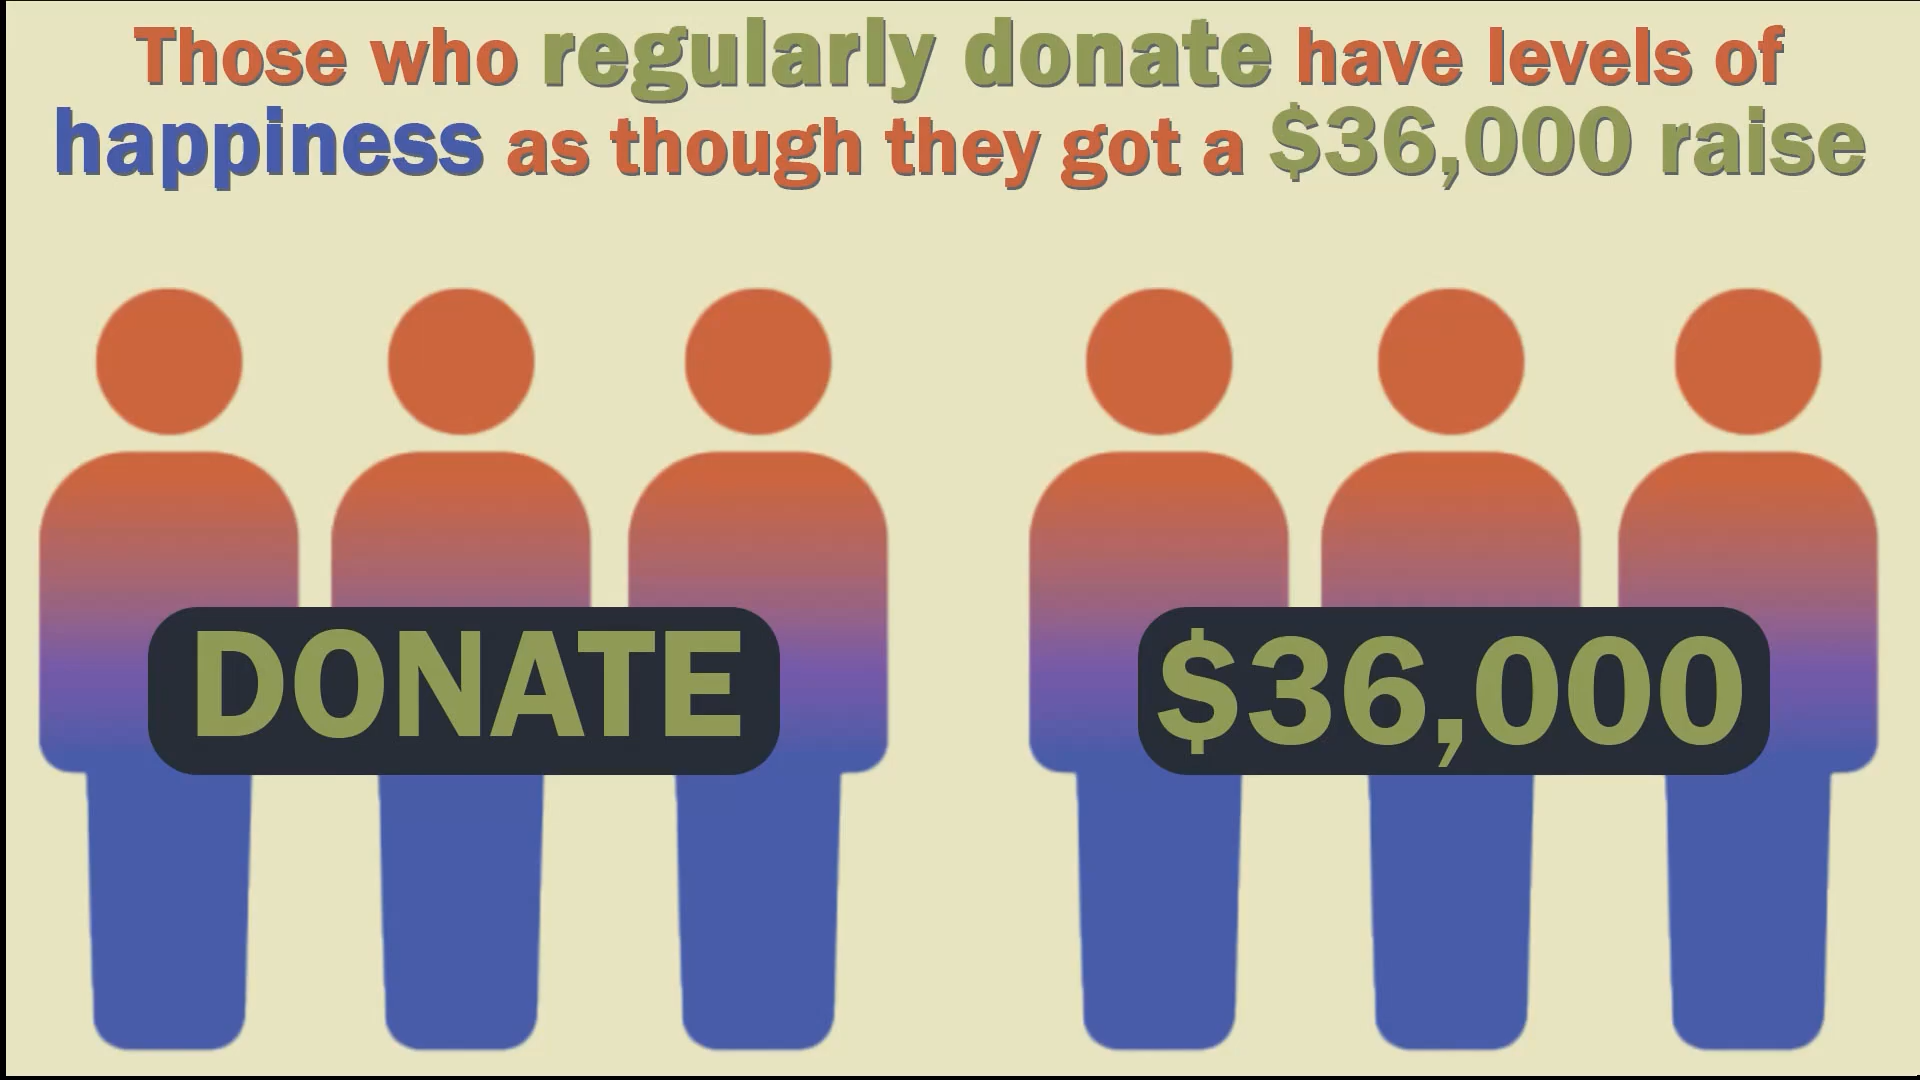 Those who regularly donate have levels of
happiness as though they got a $36,000 raise
DONATE
$36,000